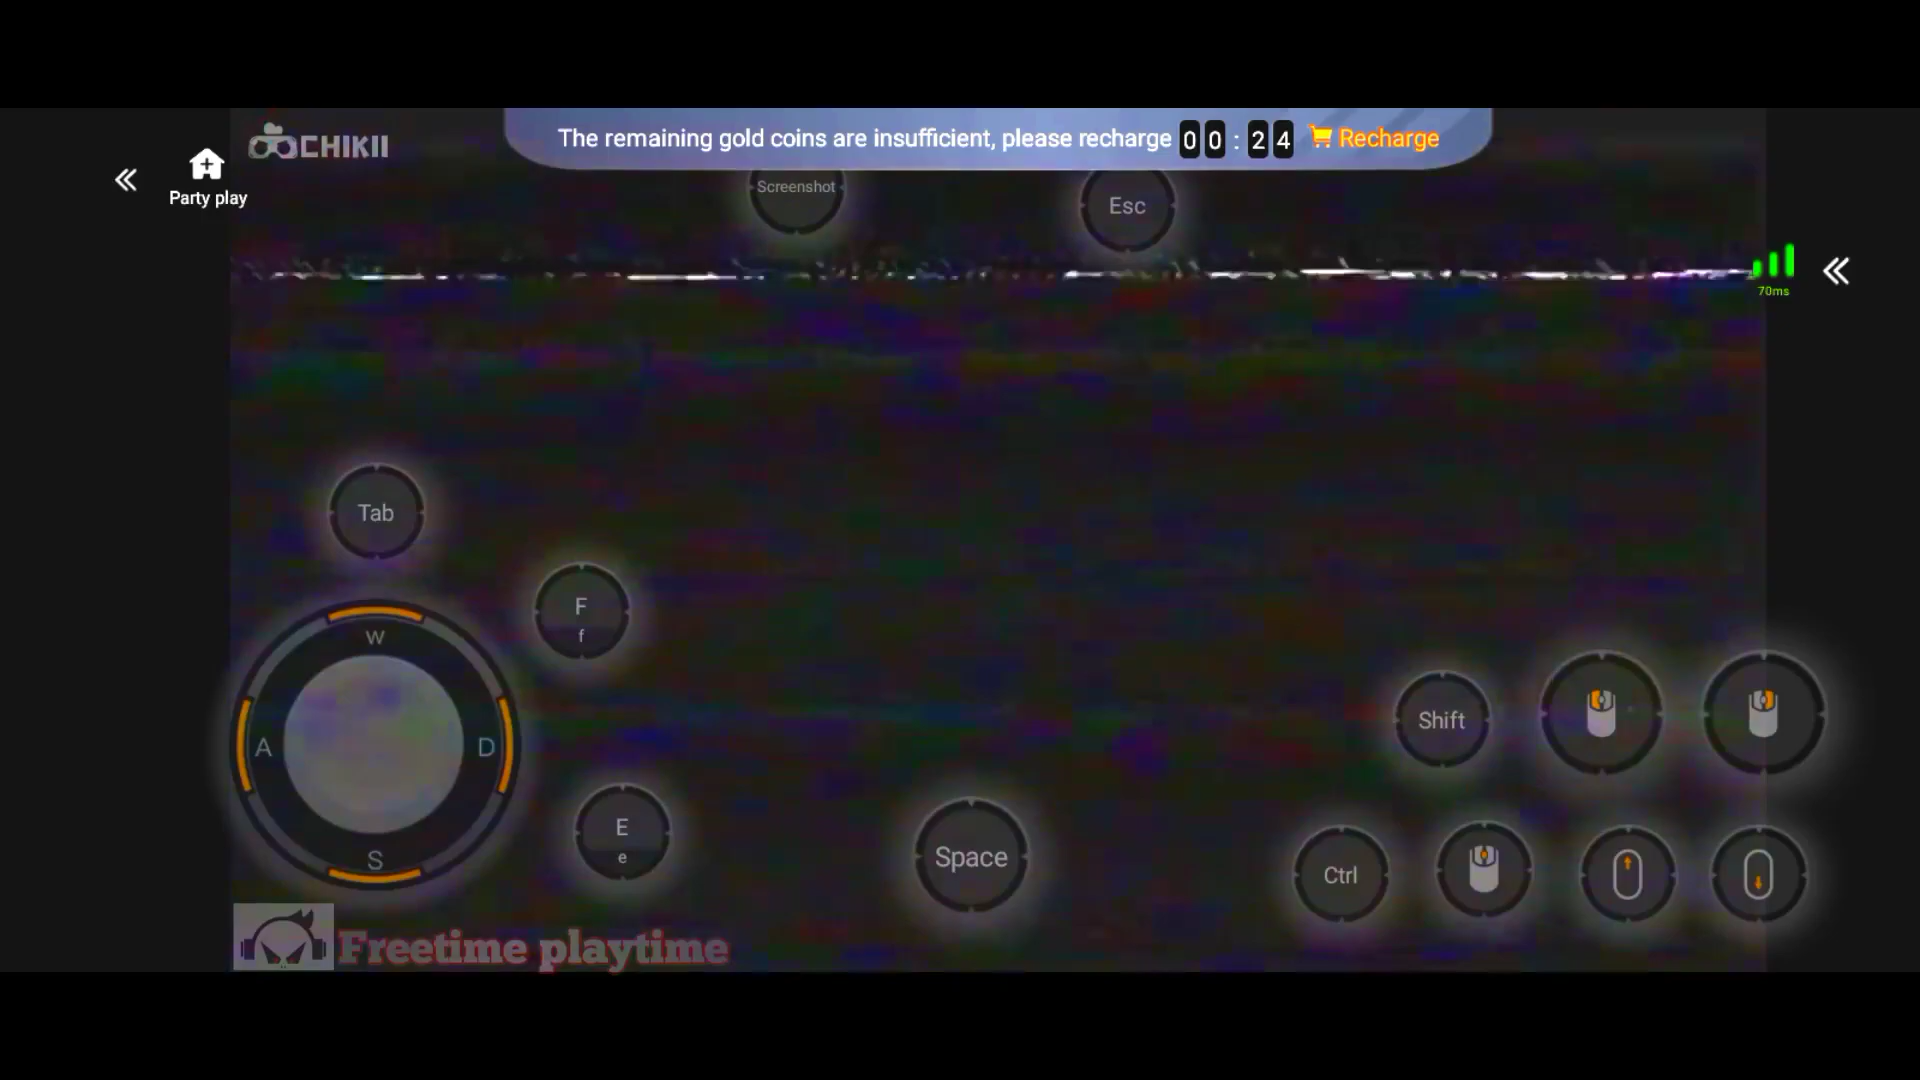 CHIKII
The remaining gold coins are insufficient, please recharge 00:24 Recharge
Party play
Screenshot
Esc
70ms
Tab
F
f
W
A
D
S
Shift
E
e
Space
Ctrl
Freetime playtime